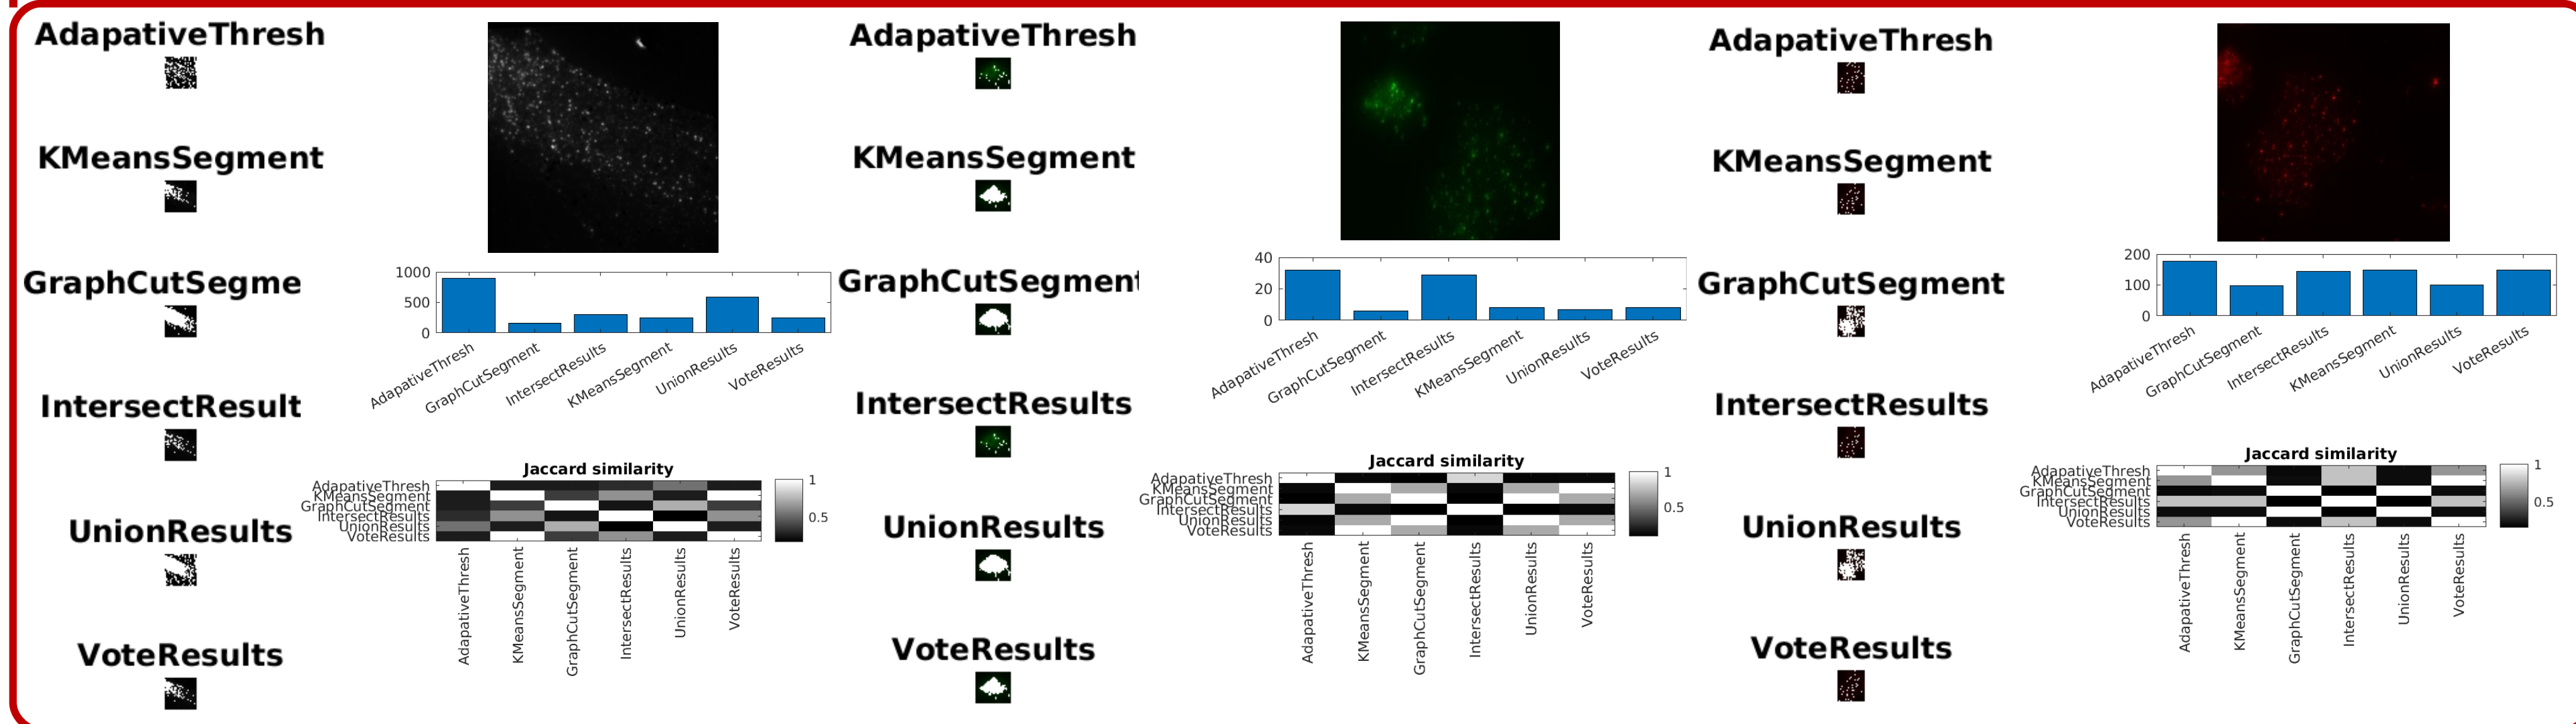 AdapativeThresh
KMeansSegment
GraphCutSegme
IntersectResult
UnionResults
VoteResults
1000
500
0
AdapativeThresh
GraphCutSegment
IntersectResults
KMeansSegment
UnionResults
VoteResults
Jaccard similarity
AdapativeThresh
KMeansSegment
GraphCutSegment
IntersectResults
UnionResults
VoteResults
1
0.5
AdapativeThresh
KMeansSegment
GraphCutSegment
IntersectResults
UnionResults
VoteResults
AdapativeThresh
KMeansSegment
GraphCutSegment
IntersectResults
UnionResults
VoteResults
40
20
0
AdapativeThresh
GraphCutSegment
IntersectResults
KMeansSegment
UnionResults
VoteResults
Jaccard similarity
AdapativeThresh
KMeansSegment
GraphCutSegment
IntersectResults
UnionResults
VoteResults
1
0.5
AdapativeThresh
KMeansSegment
GraphCutSegment
IntersectResults
UnionResults
VoteResults
AdapativeThresh
KMeansSegment
GraphCutSegment
IntersectResults
UnionResults
VoteResults
200
100
0
AdapativeThresh
GraphCutSegment
IntersectResults
KMeansSegment
UnionResults
VoteResults
Jaccard similarity
AdapativeThresh
KMeansSegment
GraphCutSegment
IntersectResults
UnionResults
VoteResults
1
0.5
AdapativeThresh
KMeansSegment
GraphCutSegment
IntersectResults
UnionResults
VoteResults